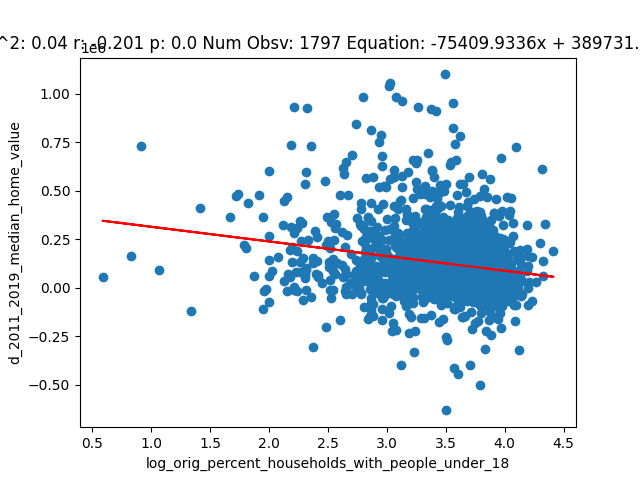 ^2: 0.04 r: -0.201 p: 0.0 Num Obsv: 1797 Equation: -75409.9336x + 389731.
1e6
1.00
0.75
0.50
0.25
0.00
−0.25
−0.50
d_2011_2019_median_home_value
0.5 1.0 1.5 2.0 2.5 3.0 3.5 4.0 4.5
log_orig_percent_households_with_people_under_18